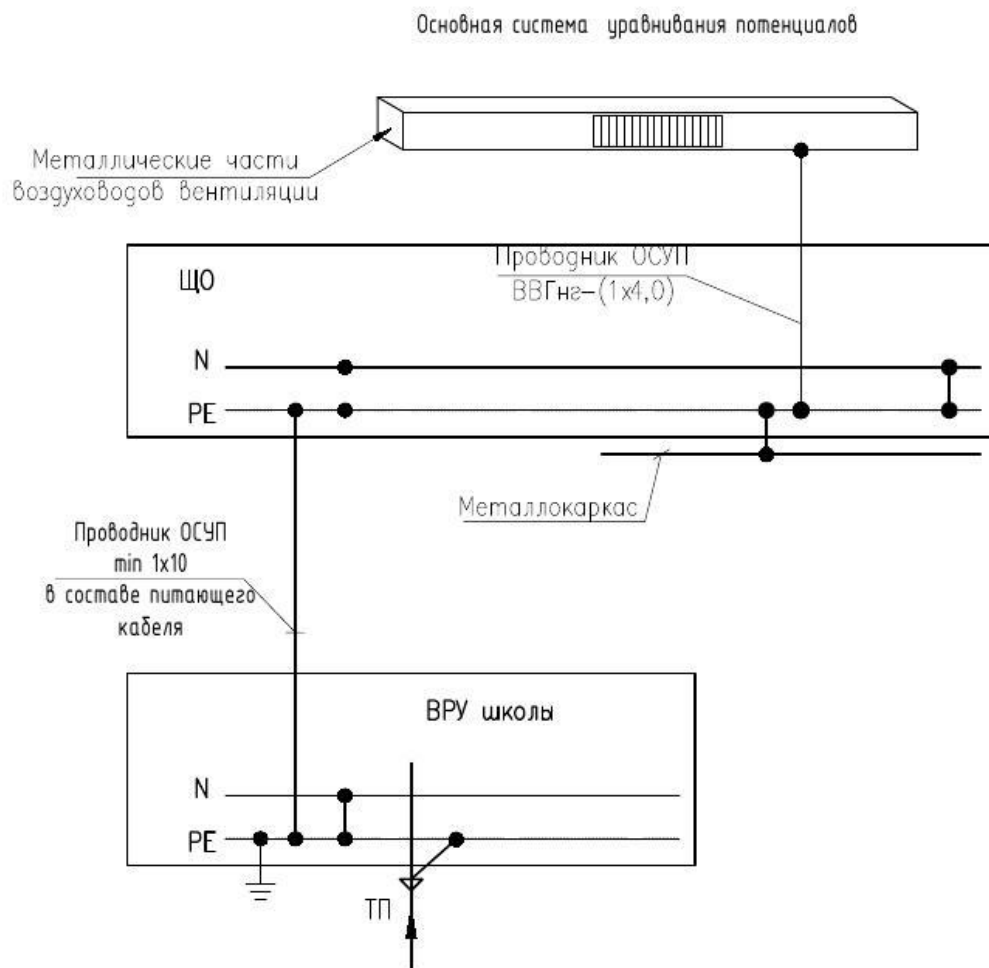 Основная система уравнивания потенциалов
Металлические части
воздуховодов вентиляции
ЩО
Проводник ОСУП
ВВГнг-(1х4,0)
N
PE
Металлокаркас
Проводник ОСУП
min 1х10
в составе питающего
кабеля
ВРУ школы
N
PE
ТП